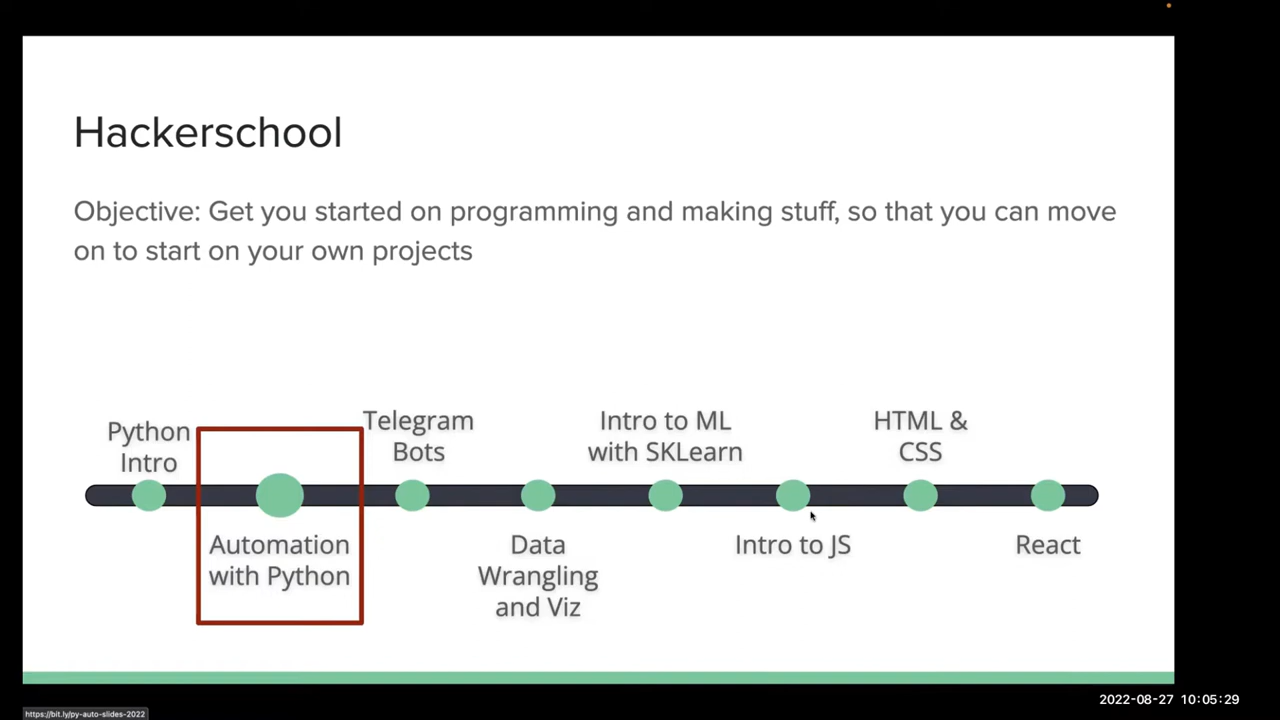 Hackerschool
Objective: Get you started on programming and making stuff, so that you can move
on to start on your own projects
Python
Intro
Automation
with Python
Telegram
Bots
Data
Wrangling
and Viz
Intro to ML
with SKLearn
Intro to JS
HTML &
CSS
React
2022-08-27 10:05:29
https://bit.ly/py-auto-slides-2022